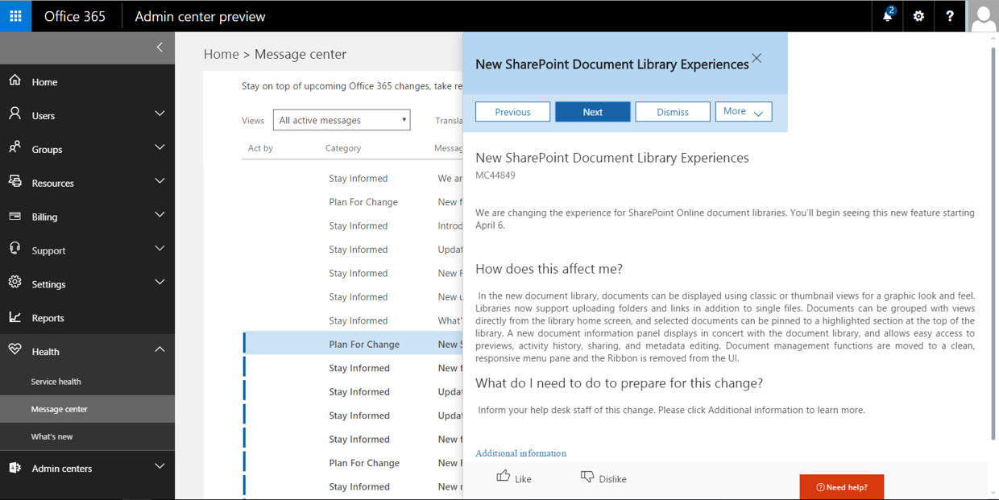 Office 365
Admin center preview
2
?
Home
Users
Groups
Resources
Billing
Support
Settings
Reports
Health
Service health
Message center
What's new
Admin centers
Home > Message center
Stay on top of upcoming Office 365 changes, take re
Views
All active messages
Transla
Act by
Category
Messag
Stay Informed
We ar
Plan For Change
New f
Stay Informed
Introd
Stay Informed
Updat
Stay Informed
New F
Stay Informed
New u
Stay Informed
What'
Plan For Change
New S
Stay Informed
New f
Stay Informed
Updat
Stay Informed
Updat
Stay Informed
New f
Plan For Change
New F
Stay Informed
New r
New SharePoint Document Library Experiences
Previous
Next
Dismiss
More
New SharePoint Document Library Experiences
MC44849
We are changing the experience for SharePoint Online document libraries. You'll begin seeing this new feature starting
April 6.
How does this affect me?
In the new document library, documents can be displayed using classic or thumbnail views for a graphic look and feel.
Libraries now support uploading folders and links in addition to single files. Documents can be grouped with views
directly from the library home screen, and selected documents can be pinned to a highlighted section at the top of the
library. A new document information panel displays in concert with the document library, and allows easy access to
previews, activity history, sharing, and metadata editing. Document management functions are moved to a clean,
responsive menu pane and the Ribbon is removed from the UI.
What do I need to do to prepare for this change?
Inform your help desk staff of this change. Please click Additional information to learn more.
Additional information
Like
Dislike
Need help?